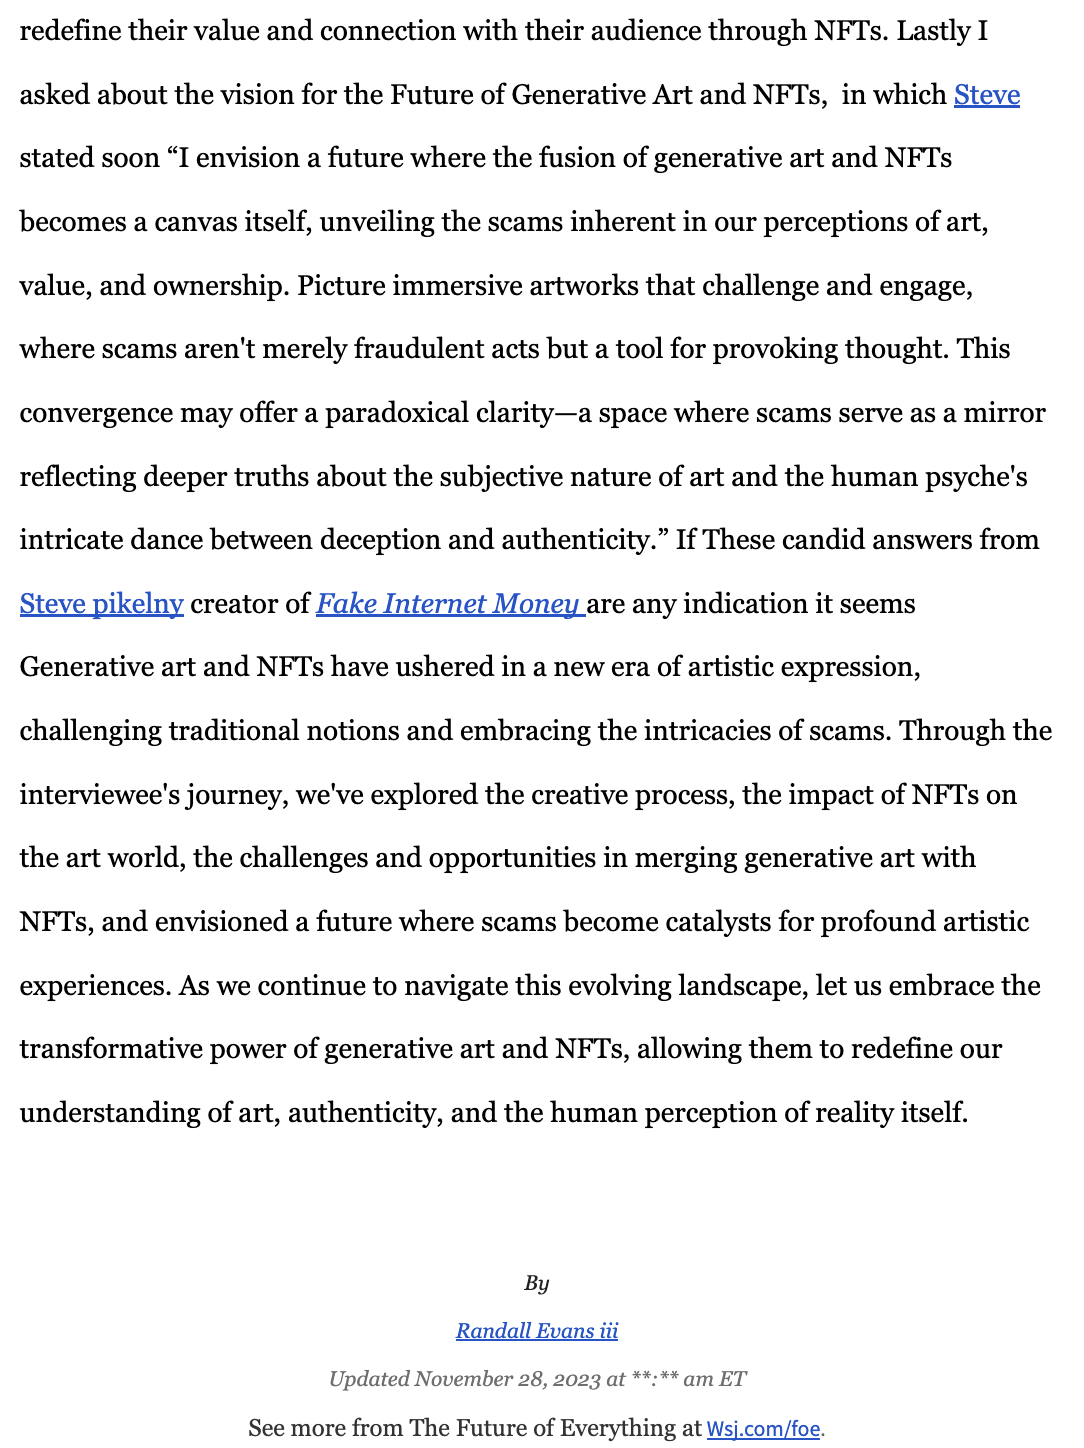 redefine their value and connection with their audience through NFTs. Lastly I
asked about the vision for the Future of Generative Art and NFTs,  in which Steve
stated soon “I envision a future where the fusion of generative art and NFTs
becomes a canvas itself, unveiling the scams inherent in our perceptions of art,
value, and ownership. Picture immersive artworks that challenge and engage,
where scams aren't merely fraudulent acts but a tool for provoking thought. This
convergence may offer a paradoxical clarity—a space where scams serve as a mirror
reflecting deeper truths about the subjective nature of art and the human psyche's
intricate dance between deception and authenticity.” If These candid answers from
Steve pikelny creator of Fake Internet Money are any indication it seems
Generative art and NFTs have ushered in a new era of artistic expression,
challenging traditional notions and embracing the intricacies of scams. Through the
interviewee's journey, we've explored the creative process, the impact of NFTs on
the art world, the challenges and opportunities in merging generative art with
NFTs, and envisioned a future where scams become catalysts for profound artistic
experiences. As we continue to navigate this evolving landscape, let us embrace the
transformative power of generative art and NFTs, allowing them to redefine our
understanding of art, authenticity, and the human perception of reality itself.
By
Randall Evans iii
Updated November 28, 2023 at **:** am ET
See more from The Future of Everything at Wsj.com/foe.